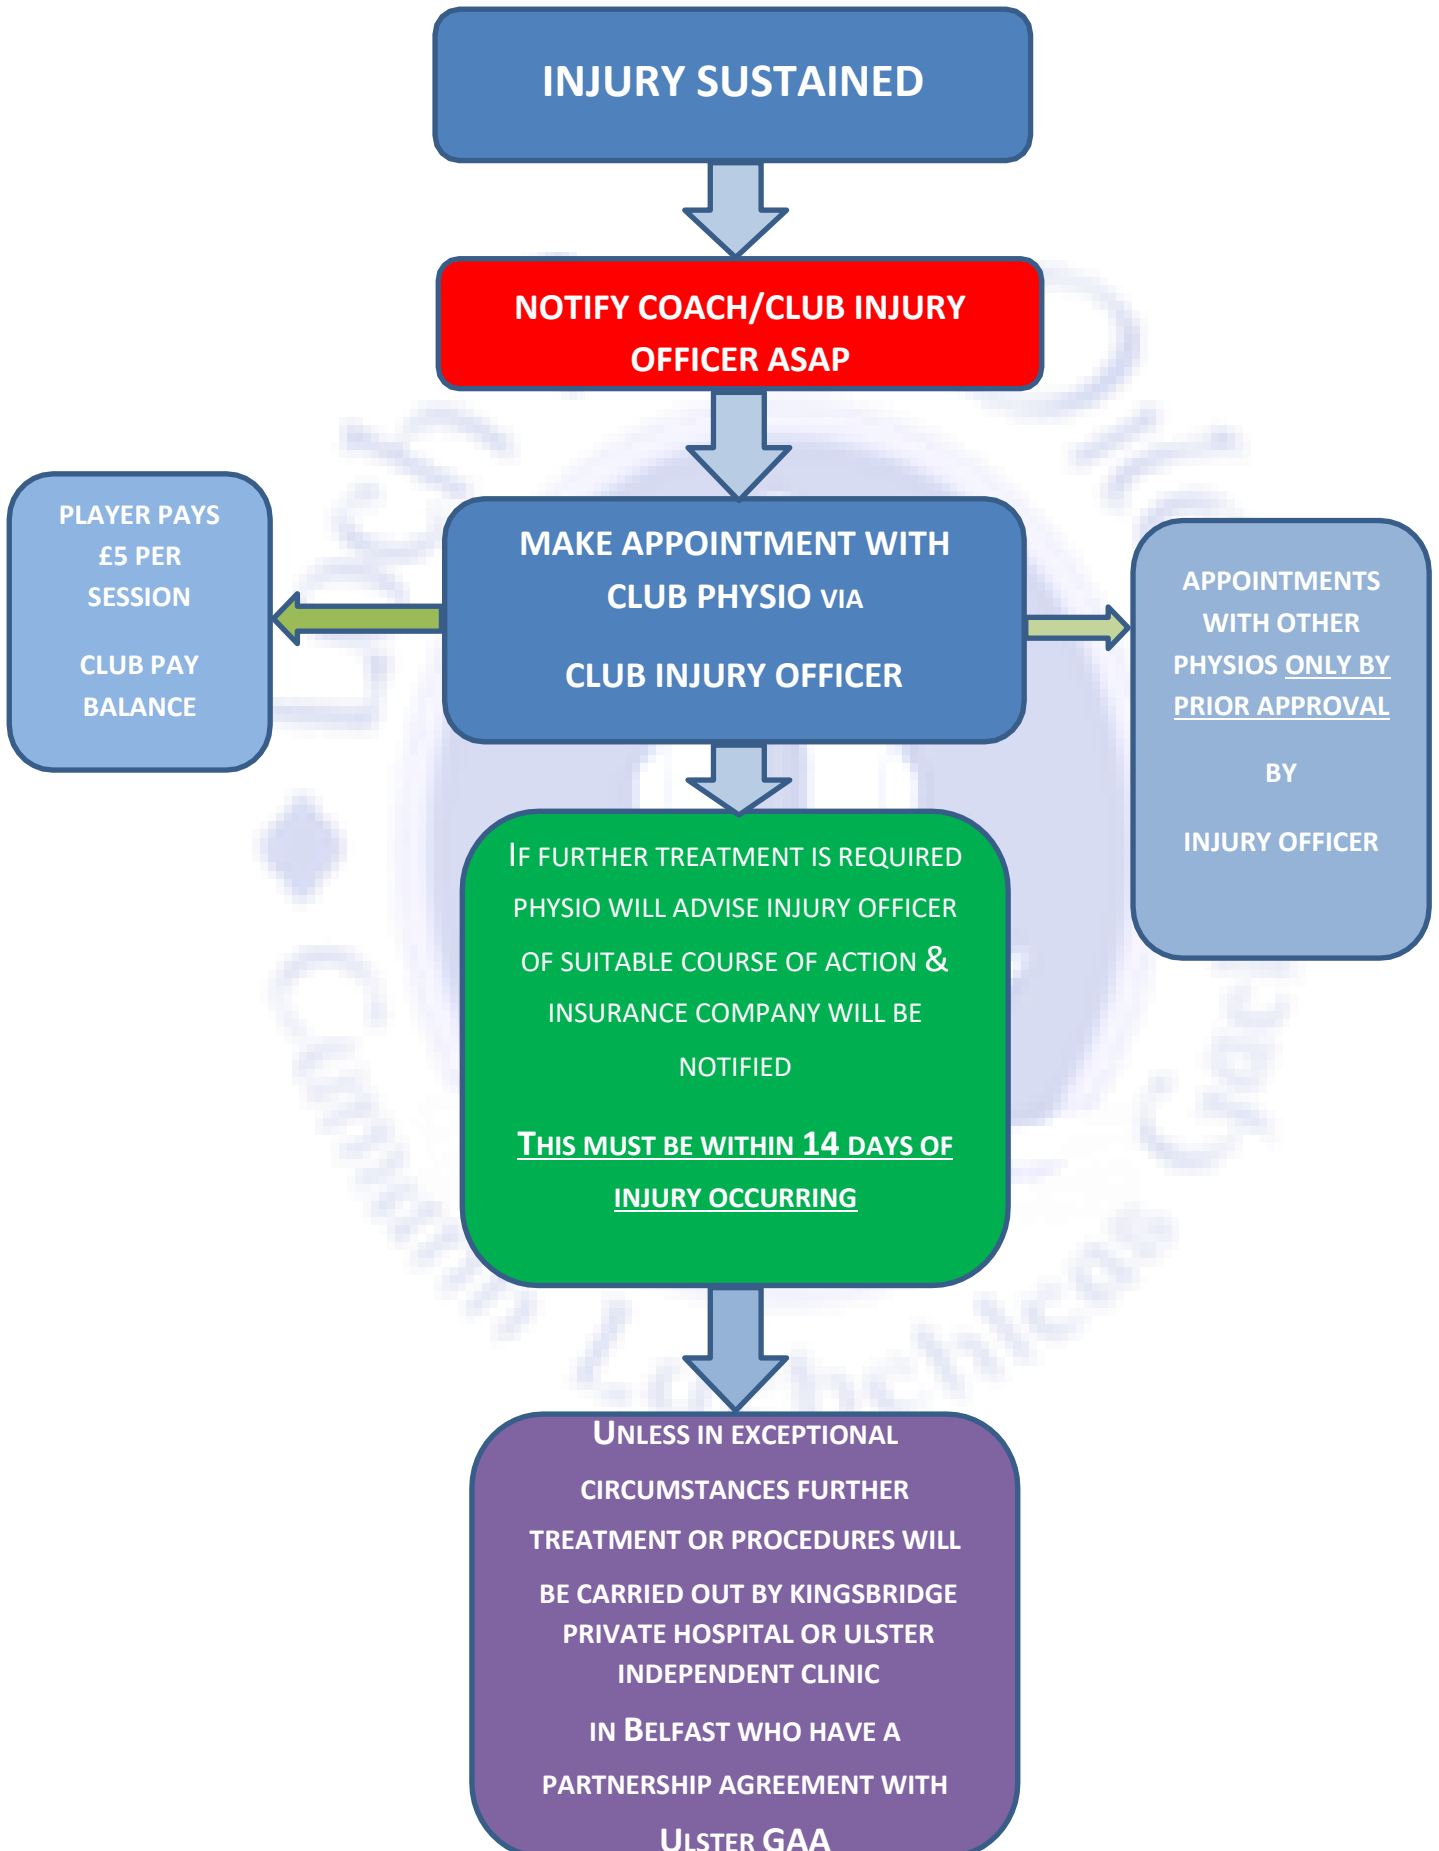 INJURY SUSTAINED
NOTIFY COACH/CLUB INJURY
OFFICER ASAP
PLAYER PAYS
£5 PER
SESSION
CLUB PAY
BALANCE
MAKE APPOINTMENT WITH
CLUB PHYSIO VIA
CLUB INJURY OFFICER
APPOINTMENTS
WITH OTHER
PHYSIOS ONLY BY
PRIOR APPROVAL
BY
INJURY OFFICER
IF FURTHER TREATMENT IS REQUIRED
PHYSIO WILL ADVISE INJURY OFFICER
OF SUITABLE COURSE OF ACTION &
INSURANCE COMPANY WILL BE
NOTIFIED
THIS MUST BE WITHIN 14 DAYS OF
INJURY OCCURRING
UNLESS IN EXCEPTIONAL
CIRCUMSTANCES FURTHER
TREATMENT OR PROCEDURES WILL
BE CARRIED OUT BY KINGSBRIDGE
PRIVATE HOSPITAL OR ULSTER
INDEPENDENT CLINIC
IN BELFAST WHO HAVE A
PARTNERSHIP AGREEMENT WITH
ULSTER GAA